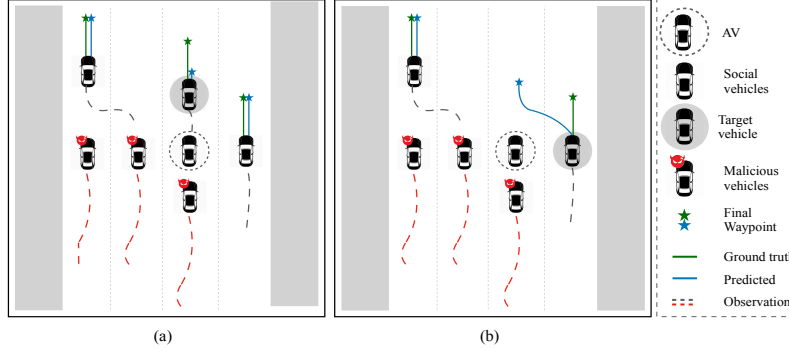 AV
Social
vehicles
Target
vehicle
Malicious
vehicles
Final
Waypoint
Ground truth
Predicted
Observation
(a)
(b)